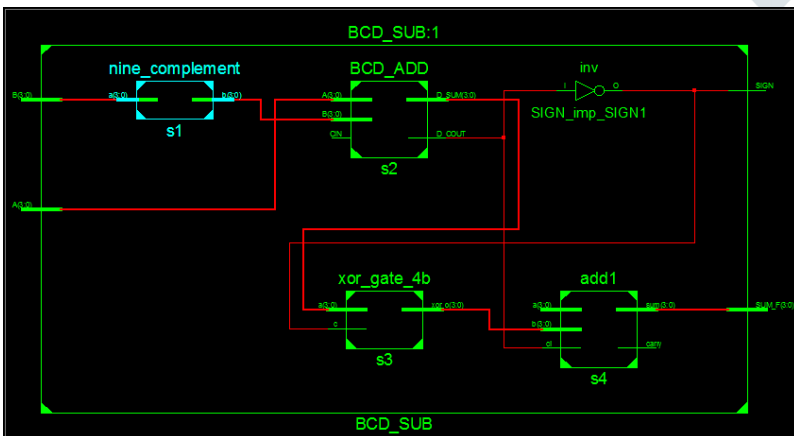 BCD_SUB:1
nine_complement
BCD_ADD
inv
B(3:0)
a(3:0)
b(3:0)
s1
A(3:0)
B(3:0)
CIN
D_SUM(3:0)
D_COUT
s2
I
O
SIGN_imp_SIGN1
SIGN
A(3:0)
xor_gate_4b
add1
a(3:0)
c
xor_o(3:0)
s3
a(3:0)
b(3:0)
ci
sum(3:0)
carry
s4
SUM_F(3:0)
BCD_SUB